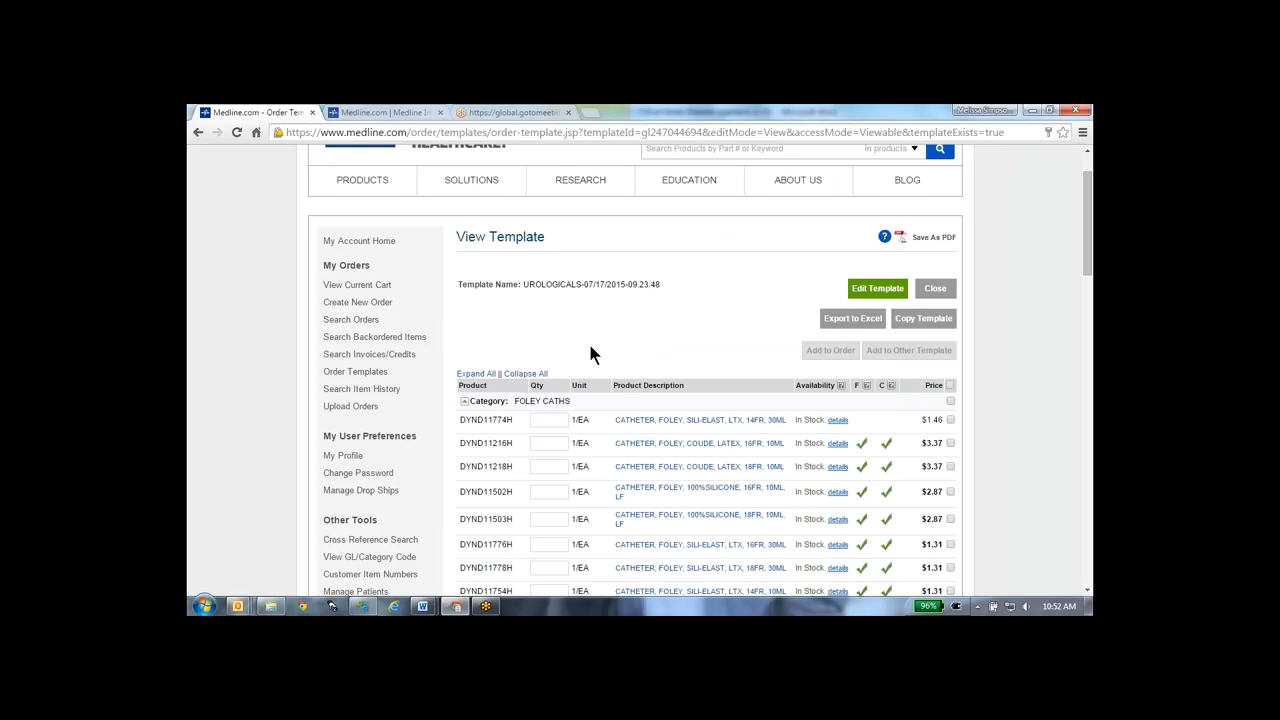 Medline.com - Order Tem
Medline.com | Medline In
https://global.gotomeeti
https://www.medline.com/order/templates/order-template.jsp?templateId=gl247044694&editMode=View&accessMode=Viewable&templateExists=true
Search Products by Part # or Keyword
in products
PRODUCTS
SOLUTIONS
RESEARCH
EDUCATION
ABOUT US
BLOG
My Account Home
My Orders
View Current Cart
Create New Order
Search Orders
Search Backordered Items
Search Invoices/Credits
Order Templates
Search Item History
Upload Orders
My User Preferences
My Profile
Change Password
Manage Drop Ships
Other Tools
Cross Reference Search
View GL/Category Code
Customer Item Numbers
Manage Patients
View Template
? Save As PDF
Template Name: UROLOGICALS-07/17/2015-09.23.48
Edit Template
Close
Export to Excel
Copy Template
Add to Order
Add to Other Template
Expand All || Collapse All
Product Qty Unit Product Description Availability F C Price
Category: FOLEY CATHS
DYND11774H 1/EA CATHETER, FOLEY, SILI-ELAST, LTX, 14FR, 30ML In Stock. details $1.46
DYND11216H 1/EA CATHETER, FOLEY, COUDE, LATEX, 16FR, 10ML In Stock. details $3.37
DYND11218H 1/EA CATHETER, FOLEY, COUDE, LATEX, 18FR, 10ML In Stock. details $3.37
DYND11502H 1/EA CATHETER, FOLEY, 100%SILICONE, 16FR, 10ML, In Stock. details $2.87
LF
DYND11503H 1/EA CATHETER, FOLEY, 100%SILICONE, 18FR, 10ML, In Stock. details $2.87
LF
DYND11776H 1/EA CATHETER, FOLEY, SILI-ELAST, LTX, 16FR, 30ML In Stock. details $1.31
DYND11778H 1/EA CATHETER, FOLEY, SILI-ELAST, LTX, 18FR, 30ML In Stock. details $1.31
DYND11754H 1/EA CATHETER, FOLEY, SILI-ELAST, LTX, 14FR, 10ML In Stock. details $1.31
96%
10:52 AM